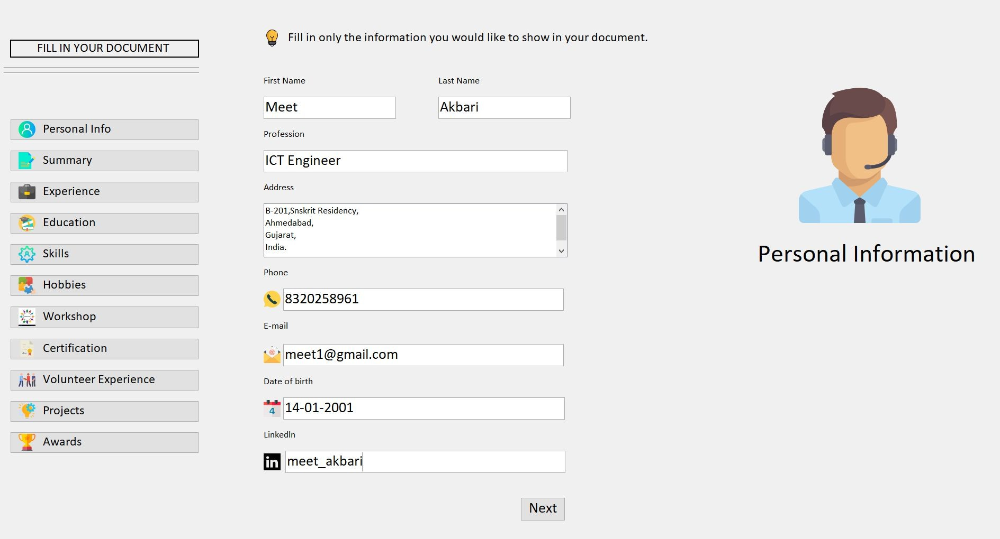 FILL IN YOUR DOCUMENT
Personal Info
Summary
Experience
Education
Skills
Hobbies
Workshop
Certification
Volunteer Experience
Projects
Awards
Fill in only the information you would like to show in your document.
First Name
Last Name
Meet
Akbari
Profession
ICT Engineer
Address
B-201,Snskrit Residency,
Ahmedabad,
Gujarat,
India.
Phone
8320258961
E-mail
@
meet1@gmail.com
Date of birth
4
14-01-2001
LinkedIn
in
meet_akbari
Next
Personal Information